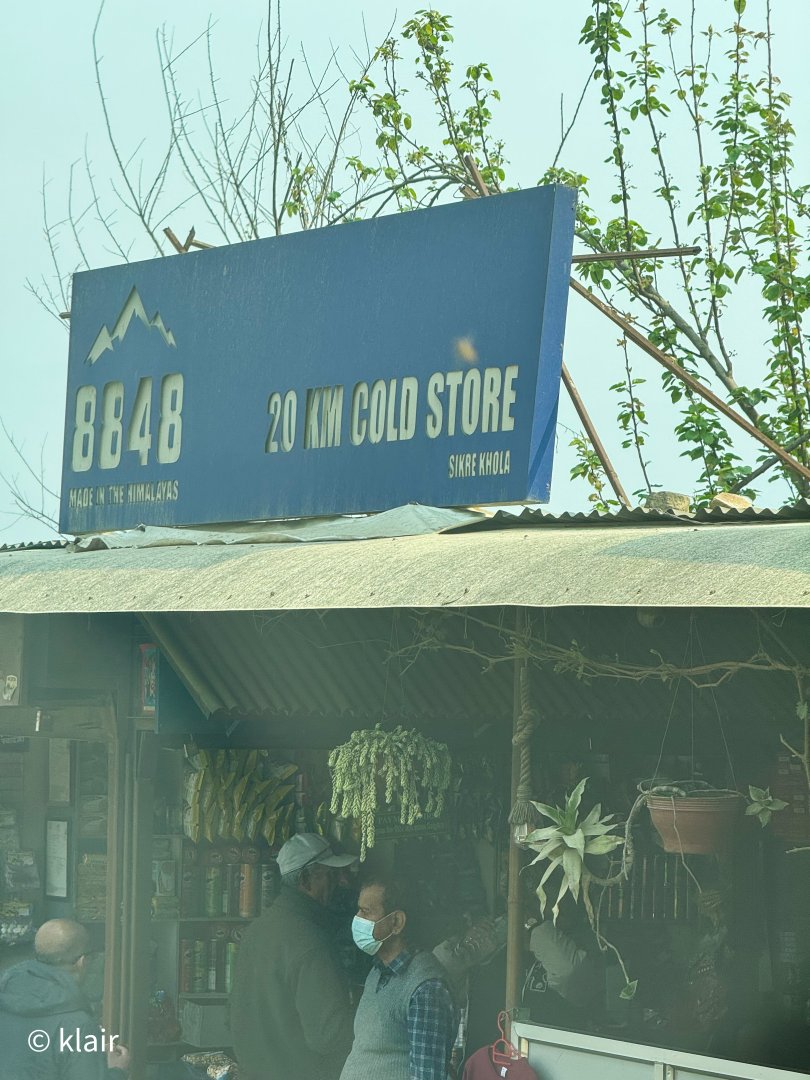 8848
MADE IN THE HIMALAYAS
20 KM COLD STORE
SIKRE KHOLA
© klair